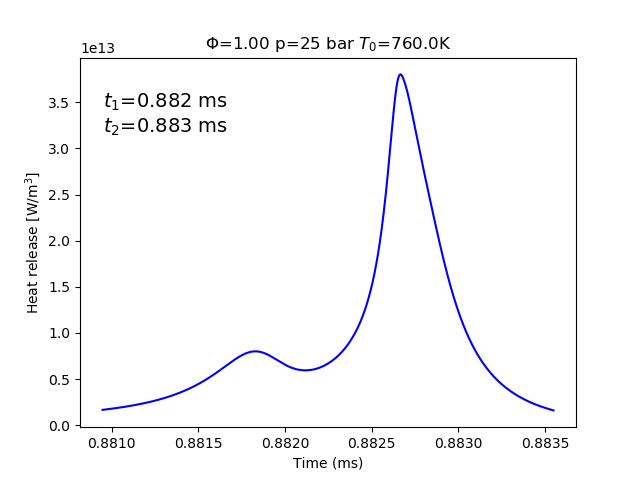 Φ=1.00 p=25 bar T₀=760.0K
1e13
t₁=0.882 ms
t₂=0.883 ms
3.5
3.0
2.5
2.0
1.5
1.0
0.5
0.0
Heat release [W/m³]
0.8810 0.8815 0.8820 0.8825 0.8830 0.8835
Time (ms)